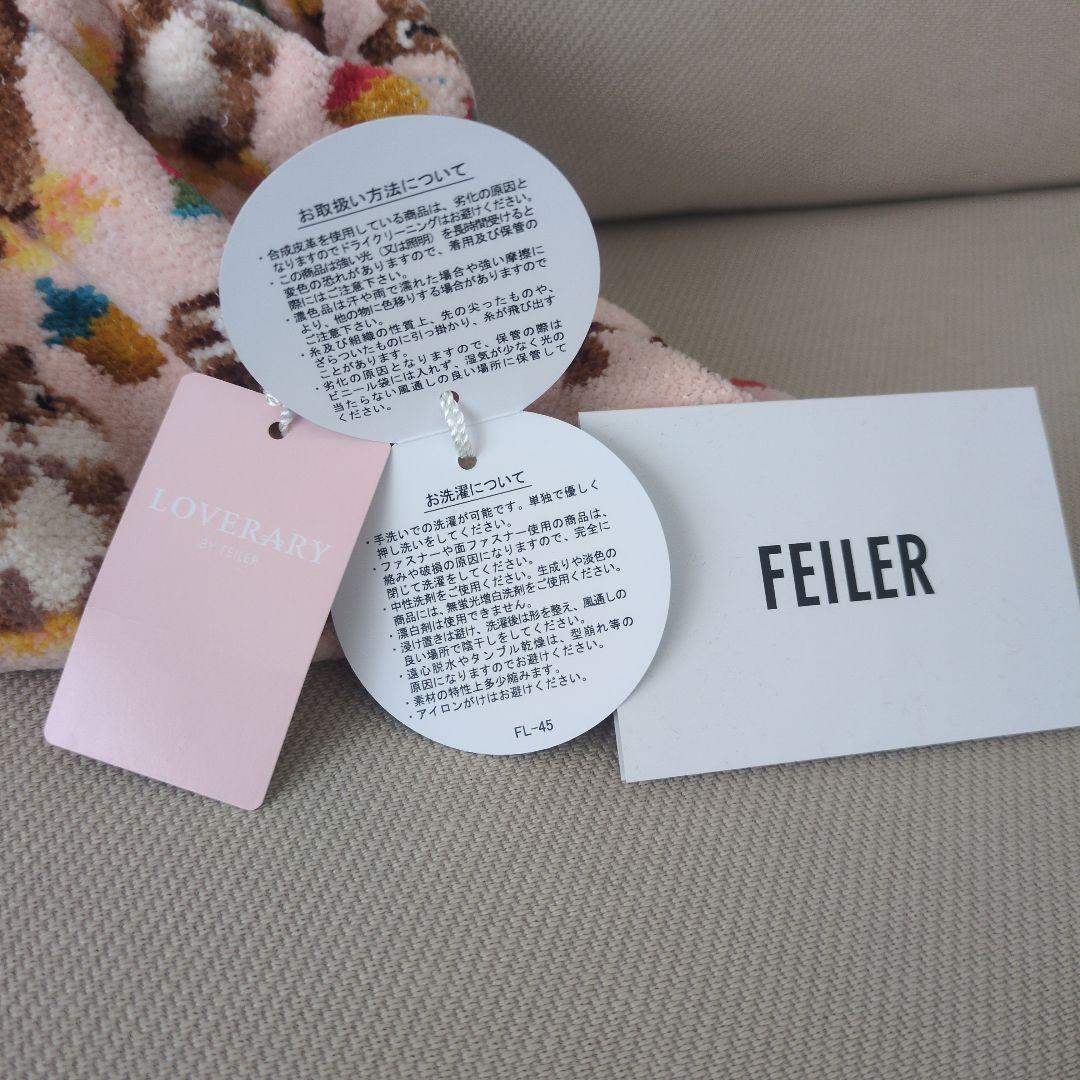 お取扱い方法について
・合成皮革を使用している商品は、劣化の原因と
なりますのでドライクリーニングはお避けください。
・この商品は強い光(又は照明)を長時間受けると
変色の恐れがありますので、着用及び保管の
際にはご注意下さい。
・濃色品は汗や雨で濡れた場合や強い摩擦に
より、他の物に色移りする場合がありますので
ご注意下さい。
・糸及び組織の性質上、先の尖ったものや、
ざらついたものに引っ掛かり、糸が飛び出す
ことがあります。
・劣化の原因となりますので、保管の際は
ビニール袋には入れず、湿気が少なく光の
当たらない風通しの良い場所に保管して
ください。
LOVERARY
BY FEILER
お洗濯について
・手洗いでの洗濯が可能です。単独で優しく
押し洗いをしてください。
・ファスナーや面ファスナー使用の商品は、
縮みや破損の原因になりますので、完全に
閉じて洗濯をしてください。
・中性洗剤をご使用ください。生成りや淡色の
商品には、無蛍光増白洗剤をご使用ください。
・漂白剤は使用できません。
・浸け置きは避け、洗濯後は形を整え、風通しの
良い場所で陰干しをしてください。
・遠心脱水やタンブル乾燥は、型崩れ等の
原因になりますのでお避けください。
・素材の特性上多少縮みます。
・アイロンがけはお避けください。
FL-45
FEILER